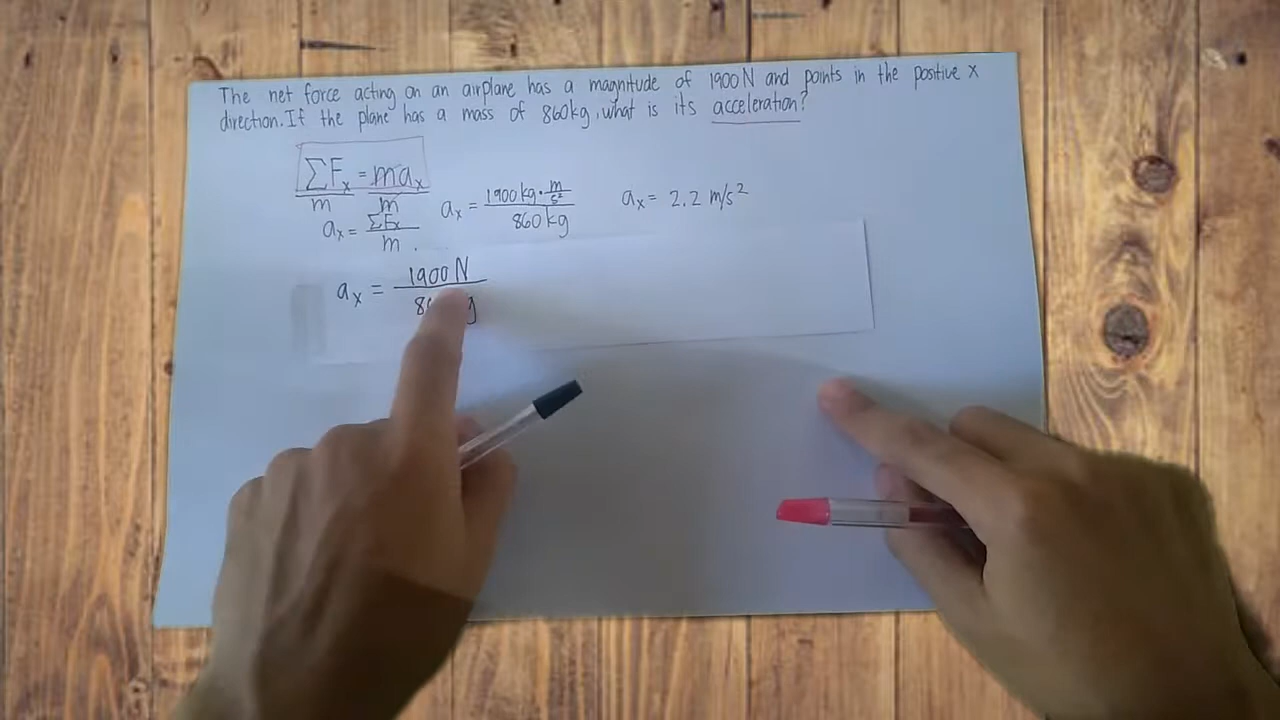 The net force acting on an airplane has a magnitude of 1900 N and points in the positive x
direction. If the plane has a mass of 860kg, what is its acceleration?
ΣFx = max
m m
ax = ΣFx / m
ax = 1900 N
ax = 1900 kg · m/s² / 860 kg
ax = 2.2 m/s²